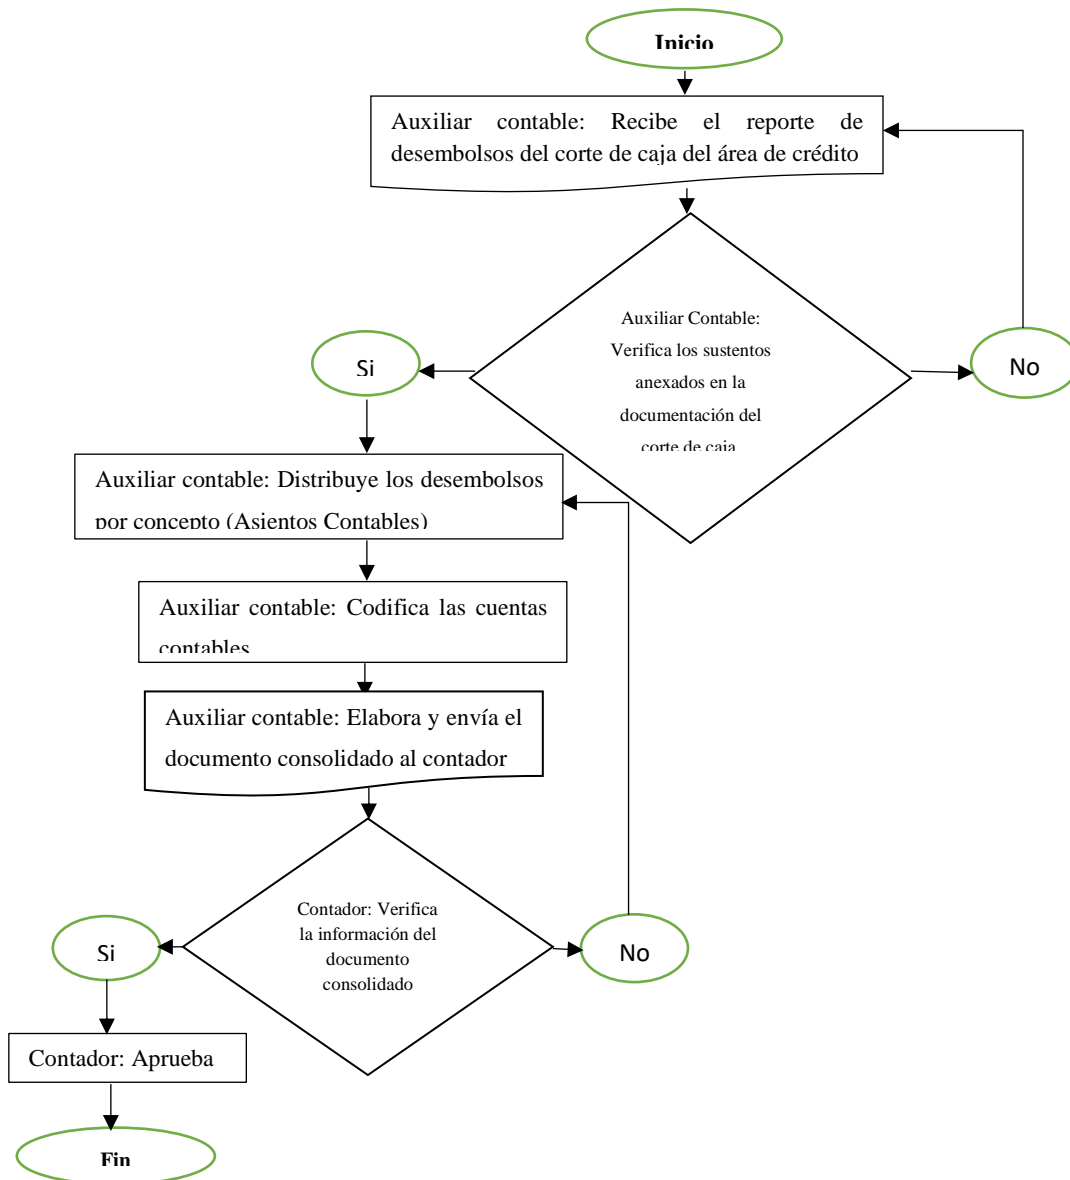 Inicio
Auxiliar contable: Recibe el reporte de
desembolsos del corte de caja del área de crédito
Auxiliar Contable:
Verifica los sustentos
anexados en la
documentación del
corte de caja
Si
No
Auxiliar contable: Distribuye los desembolsos
por concepto (Asientos Contables)
Auxiliar contable: Codifica las cuentas
contables
Auxiliar contable: Elabora y envía el
documento consolidado al contador
Contador: Verifica
la información del
documento
consolidado
Si
No
Contador: Aprueba
Fin